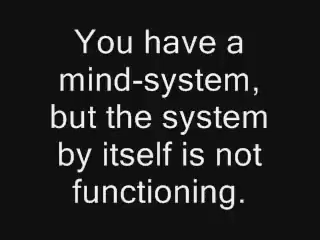 You have a
mind-system,
but the system
by itself is not
functioning.